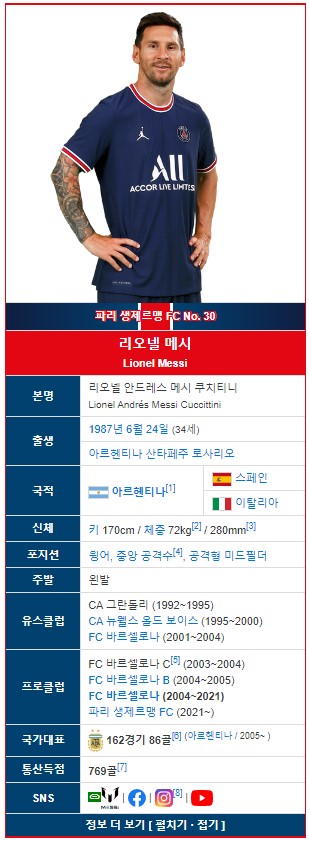 All
ACCOR LIVE LIMITLESS
파리 생제르맹 FC No. 30
리오넬 메시
Lionel Messi
본명
리오넬 안드레스 메시 쿠치티니
Lionel Andrés Messi Cuccittini
출생
1987년 6월 24일 (34세)
아르헨티나 산타페주 로사리오
국적
아르헨티나[1]
스페인
이탈리아
신체
키 170cm / 체중 72kg[2] / 280mm[3]
포지션
윙어, 중앙 공격수[4], 공격형 미드필더
주발
왼발
유스클럽
CA 그란돌리 (1992~1995)
CA 뉴웰스 올드 보이스 (1995~2000)
FC 바르셀로나 (2001~2004)
프로클럽
FC 바르셀로나 C[5] (2003~2004)
FC 바르셀로나 B (2004~2005)
FC 바르셀로나 (2004~2021)
파리 생제르맹 FC (2021~)
국가대표
162경기 86골[6] (아르헨티나 / 2005~ )
통산득점
769골[7]
SNS
| | [8] |
정보 더 보기 [ 펼치기 · 접기 ]